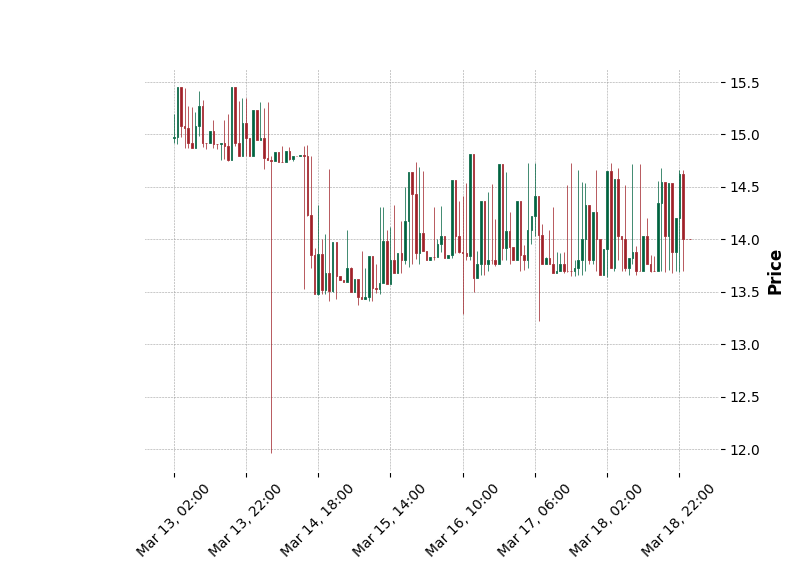 15.5
15.0
14.5
14.0
13.5
13.0
12.5
12.0
Price
Mar 13, 02:00
Mar 13, 22:00
Mar 14, 18:00
Mar 15, 14:00
Mar 16, 10:00
Mar 17, 06:00
Mar 18, 02:00
Mar 18, 22:00